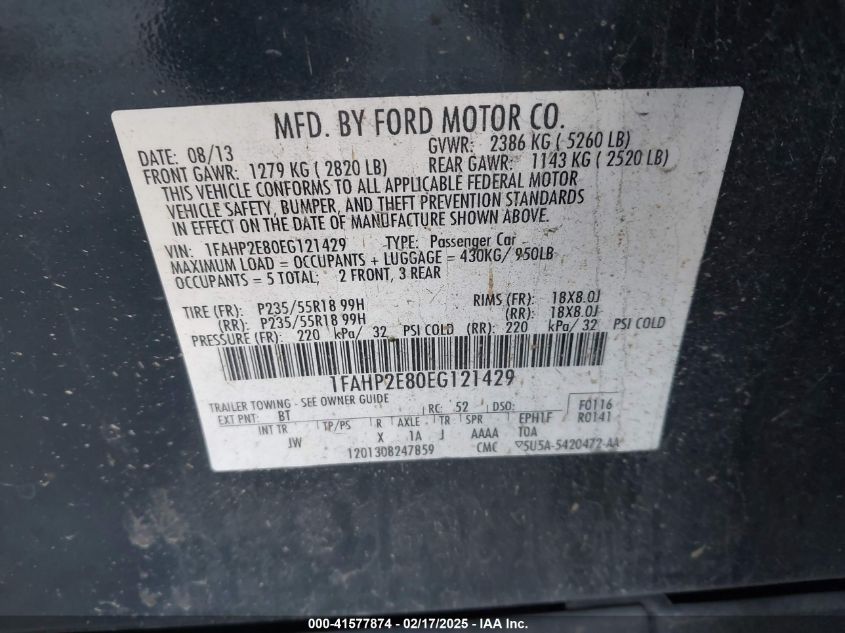 MFD. BY FORD MOTOR CO.
DATE: 08/13 GVWR: 2386 KG ( 5260 LB)
FRONT GAWR: 1279 KG ( 2820 LB) REAR GAWR: 1143 KG ( 2520 LB)
THIS VEHICLE CONFORMS TO ALL APPLICABLE FEDERAL MOTOR
VEHICLE SAFETY, BUMPER, AND THEFT PREVENTION STANDARDS
IN EFFECT ON THE DATE OF MANUFACTURE SHOWN ABOVE.
VIN: 1FAHP2E80EG121429 TYPE: Passenger Car
MAXIMUM LOAD = OCCUPANTS + LUGGAGE = 430KG/ 950LB
OCCUPANTS = 5 TOTAL; 2 FRONT, 3 REAR
TIRE (FR): P235/55R18 99H RIMS (FR): 18X8.0J
(RR): P235/55R18 99H (RR): 18X8.0J
PRESSURE (FR): 220 kPa/ 32 PSI COLD (RR): 220 kPa/ 32 PSI COLD
1FAHP2E80EG121429
TRAILER TOWING - SEE OWNER GUIDE
EXT PNT: BT RC: 52 DSO: F0116
INT TR TP/PS R AXLE TR SPR EPH1F R0141
JW X 1A J AAAA TOA
1201308247859 CMC 5U5A-5420472-AA
000-41577874 / 02/17/2025 - IAA Inc.